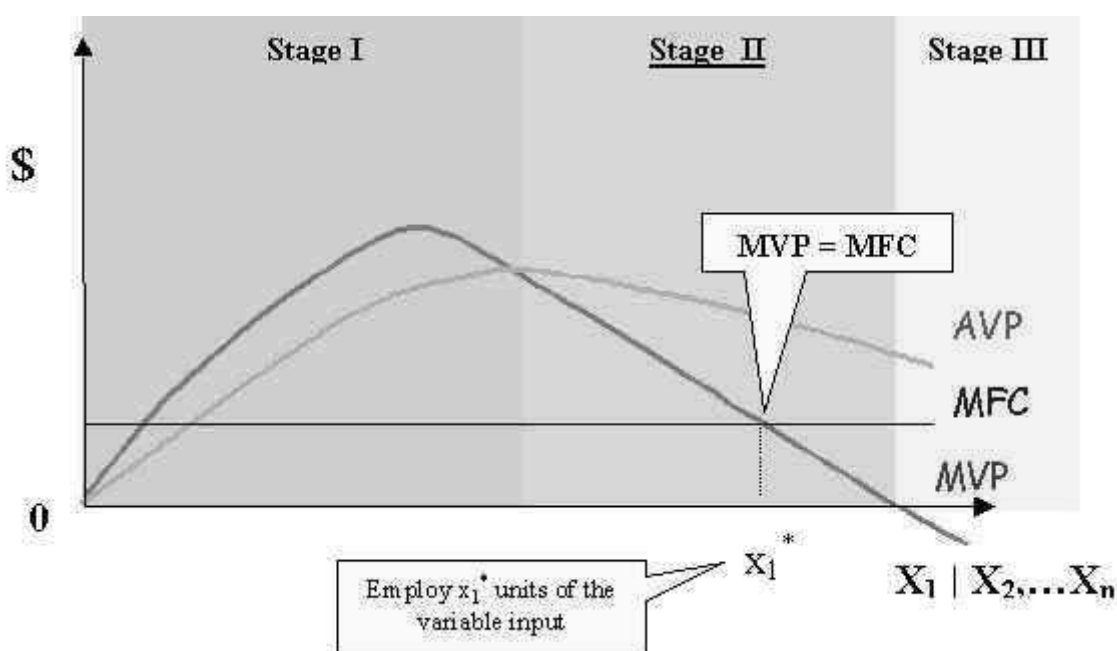 Stage I
Stage II
Stage III
$
MVP = MFC
AVP
MFC
MVP
0
x₁*
Employ x₁* units of the
variable input
X₁ | X₂,…Xₙ